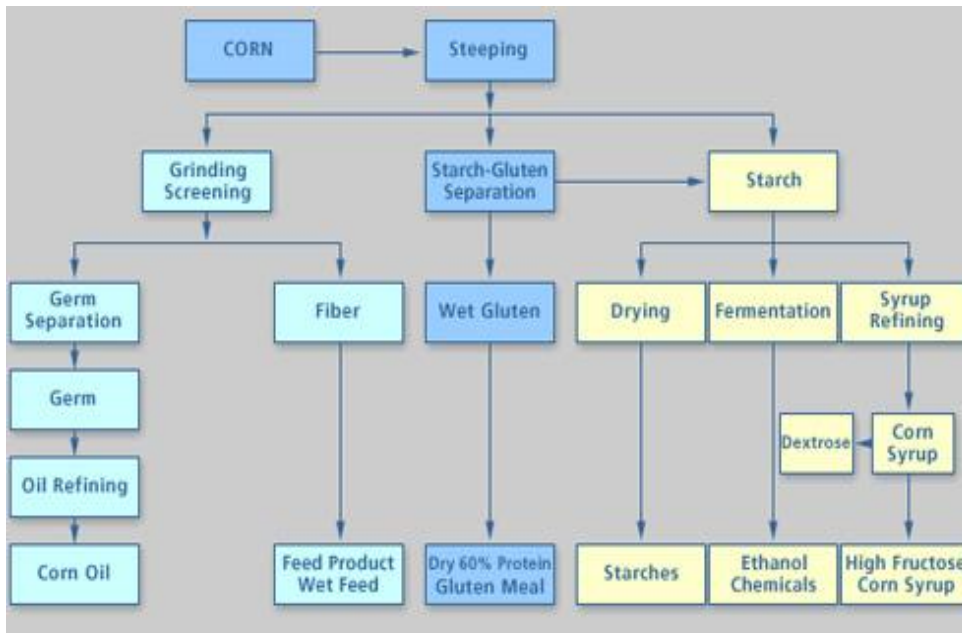 CORN
Steeping
Grinding
Screening
Starch-Gluten
Separation
Starch
Germ
Separation
Fiber
Wet Gluten
Drying
Fermentation
Syrup
Refining
Germ
Dextrose
Corn
Syrup
Oil Refining
Corn Oil
Feed Product
Wet Feed
Dry 60% Protein
Gluten Meal
Starches
Ethanol
Chemicals
High Fructose
Corn Syrup